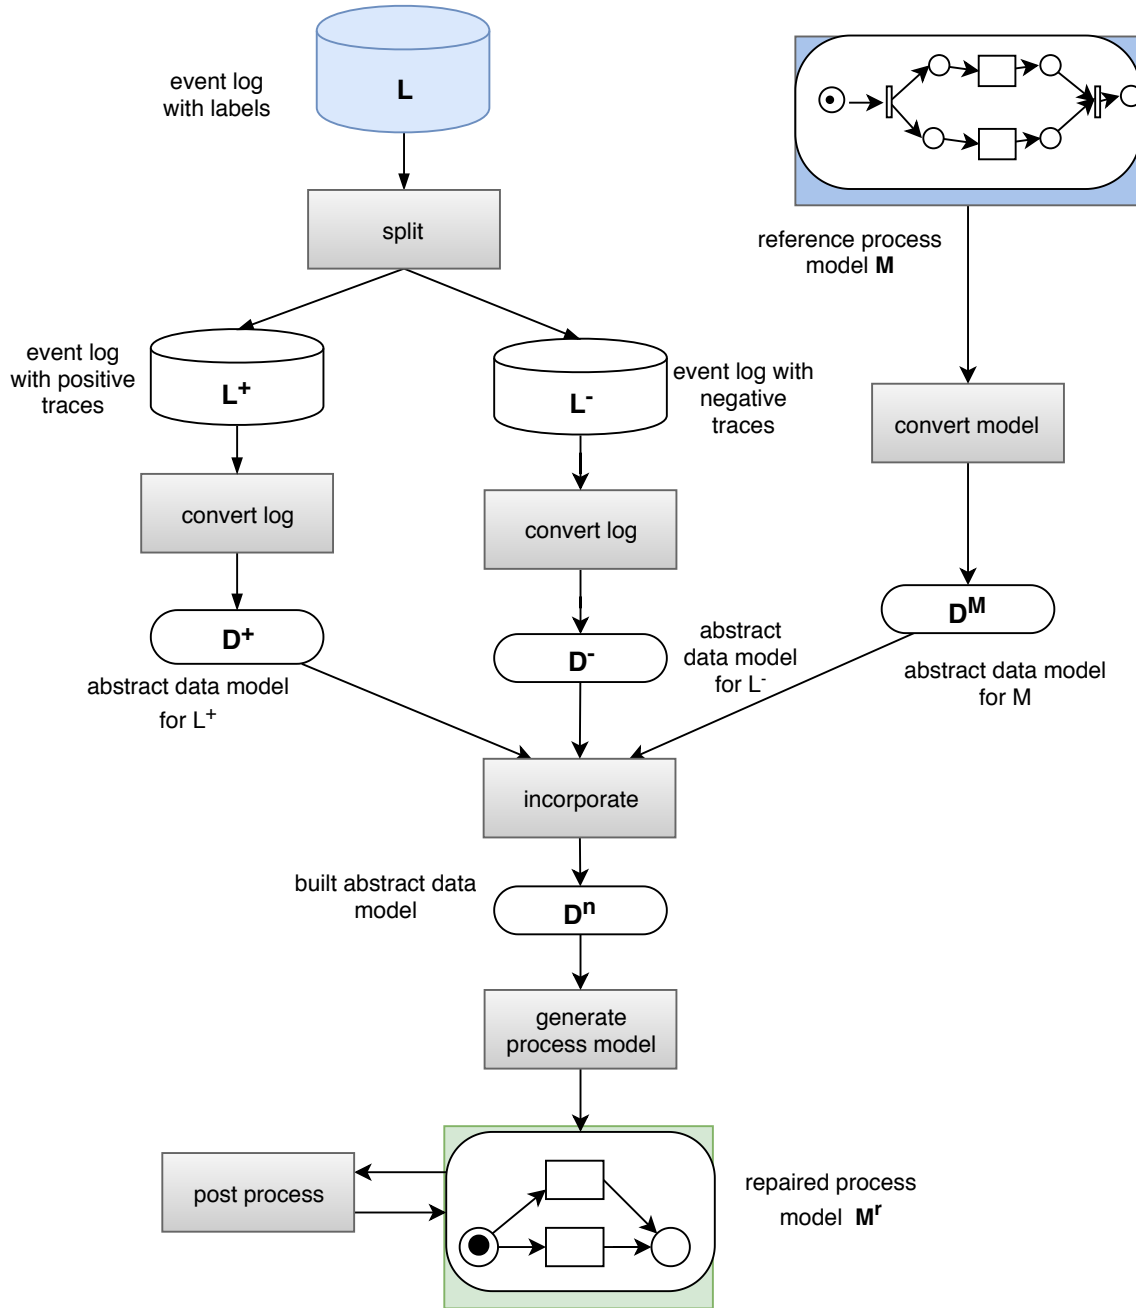 event log
with labels
L
split
reference process
model M
event log
with positive
traces
L+
L-
event log with
negative
traces
convert model
convert log
convert log
D+
abstract data model
for L+
D-
abstract
data model
for L-
DM
abstract data model
for M
incorporate
built abstract data
model
Dn
generate
process model
post process
repaired process
model Mr